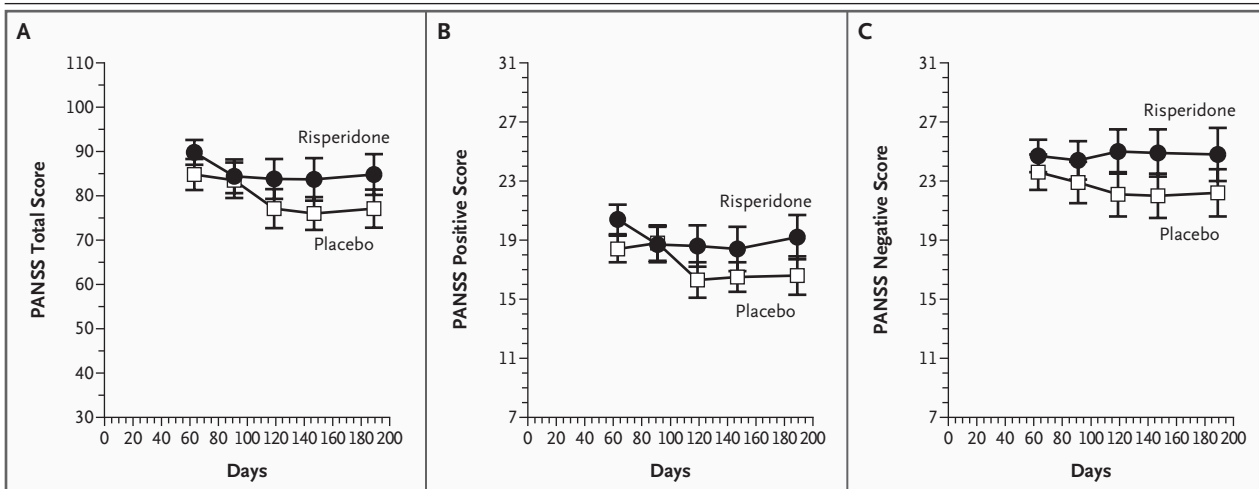 A
110
100
90
80
70
60
50
40
30
PANSS Total Score
Risperidone
Placebo
0 20 40 60 80 100 120 140 160 180 200
Days
B
31
27
23
19
15
11
7
PANSS Positive Score
Risperidone
Placebo
0 20 40 60 80 100 120 140 160 180 200
Days
C
31
27
23
19
15
11
7
PANSS Negative Score
Risperidone
Placebo
0 20 40 60 80 100 120 140 160 180 200
Days